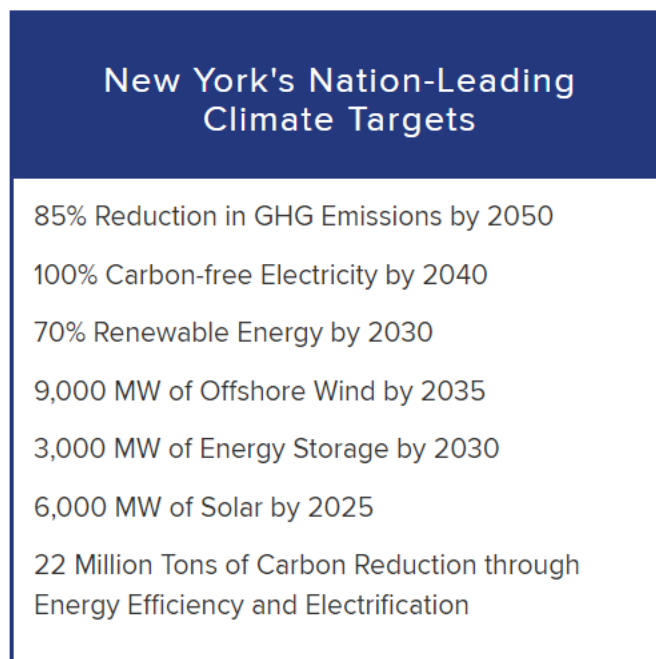 New York's Nation-Leading
Climate Targets
85% Reduction in GHG Emissions by 2050
100% Carbon-free Electricity by 2040
70% Renewable Energy by 2030
9,000 MW of Offshore Wind by 2035
3,000 MW of Energy Storage by 2030
6,000 MW of Solar by 2025
22 Million Tons of Carbon Reduction through
Energy Efficiency and Electrification